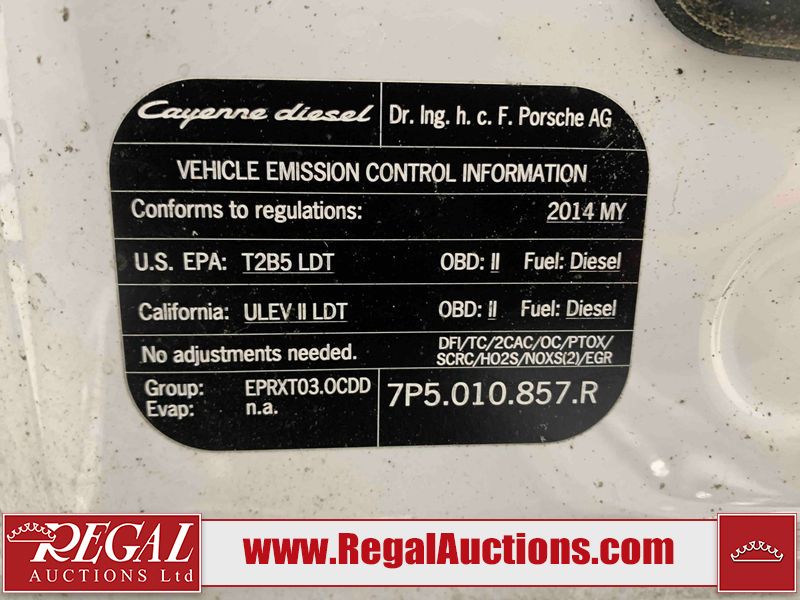 Cayenne diesel
Dr. Ing. h. c. F. Porsche AG
VEHICLE EMISSION CONTROL INFORMATION
Conforms to regulations: 2014 MY
U.S. EPA: T2B5 LDT OBD: II Fuel: Diesel
California: ULEV II LDT OBD: II Fuel: Diesel
No adjustments needed.
DFI/TC/2CAC/OC/PTOX/
SCRC/HO2S/NOXS(2)/EGR
Group: EPRXT03.0CDD
Evap: n.a.
7P5.010.857.R
REGAL
AUCTIONS Ltd
www.RegalAuctions.com